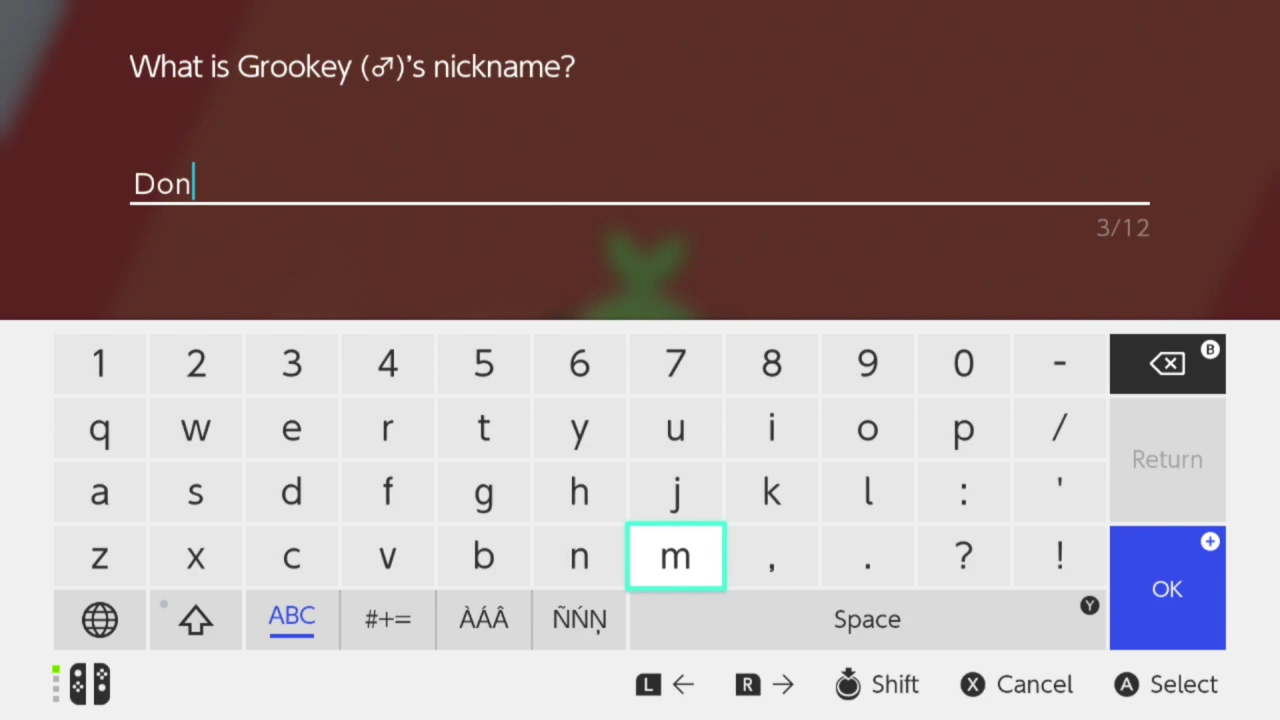 What is Grookey (♂)'s nickname?
Don
3/12
1 2 3 4 5 6 7 8 9 0 - B
q w e r t y u i o p / Return
a s d f g h j k l : '
z x c v b n m , . ? ! + OK
ABC #+= ÀÁÂ ÑŃŅ Space Y
L ← R → Shift X Cancel A Select